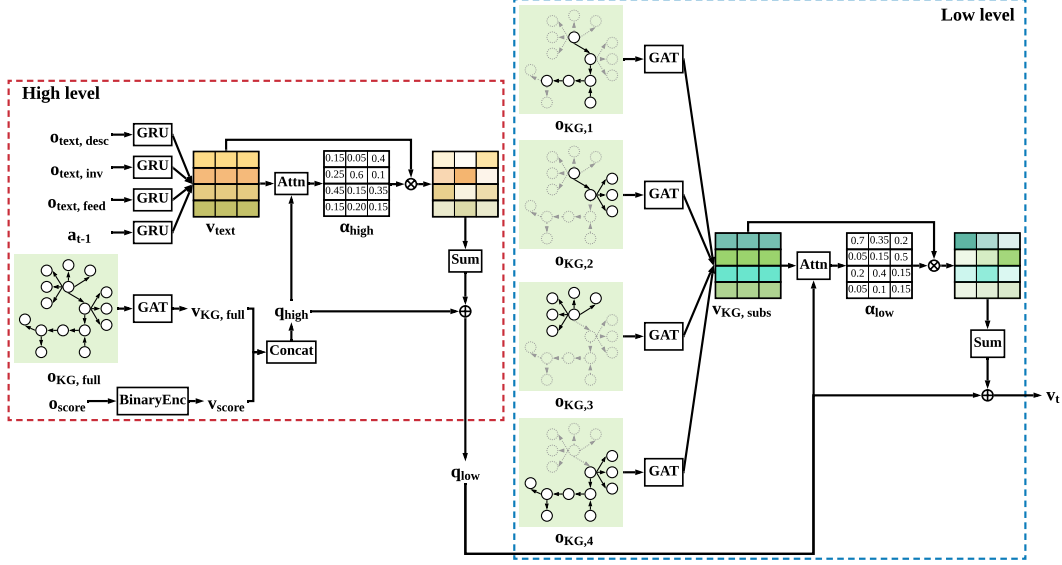 High level
o_text, desc
GRU
o_text, inv
GRU
o_text, feed
GRU
a_t-1
GRU
v_text
Attn
0.15 0.05 0.4
0.25 0.6 0.1
0.45 0.15 0.35
0.15 0.20 0.15
α_high
⊗
Sum
⊕
GAT
v_KG, full
q_high
Concat
o_KG, full
o_score
BinaryEnc
v_score
q_low
Low level
GAT
o_KG,1
GAT
o_KG,2
GAT
o_KG,3
GAT
o_KG,4
v_KG, subs
Attn
0.7 0.35 0.2
0.05 0.15 0.5
0.2 0.4 0.15
0.05 0.1 0.15
α_low
⊗
Sum
⊕
v_t